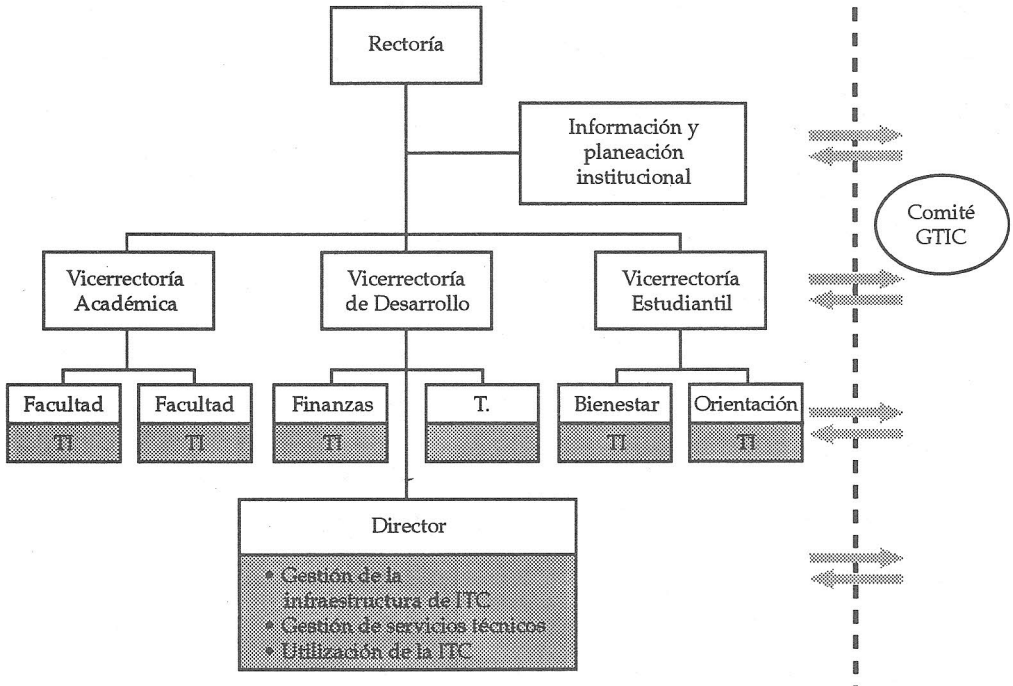 Rectoría
Información y
planeación
institucional
Comité
GTIC
Vicerrectoría
Académica
Vicerrectoría
de Desarrollo
Vicerrectoría
Estudiantil
Facultad
TI
Facultad
TI
Finanzas
TI
T.
Bienestar
TI
Orientación
TI
Director
• Gestión de la
infraestructura de ITC
• Gestión de servicios técnicos
• Utilización de la ITC